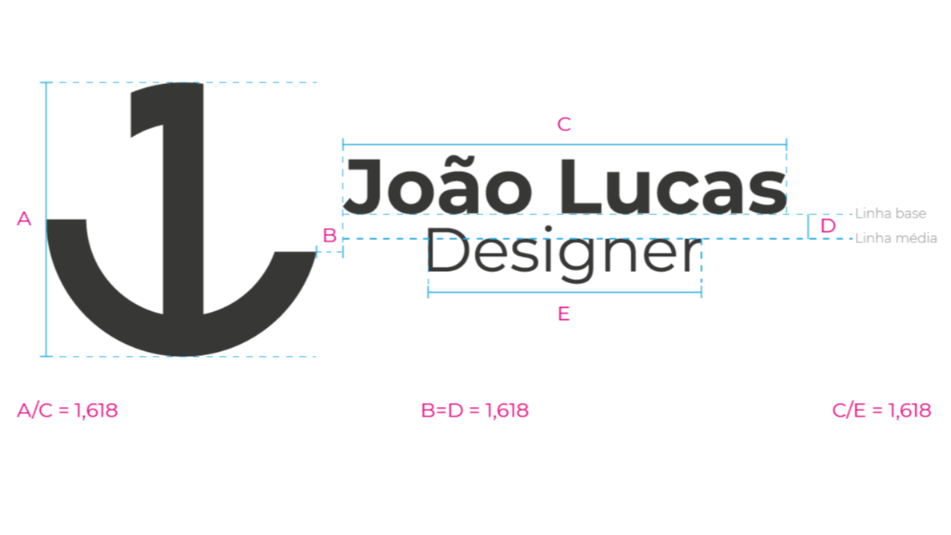 C
João Lucas
A
Linha base
B
D
Linha média
Designer
E
A/C = 1,618
B=D = 1,618
C/E = 1,618